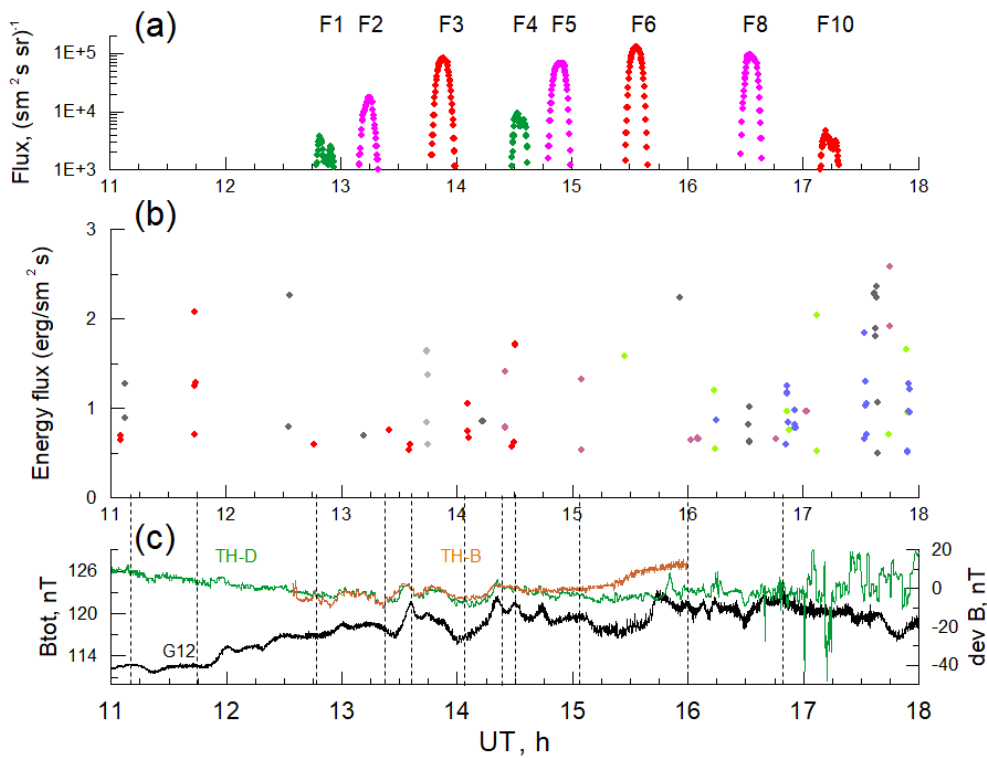 (a) F1 F2 F3 F4 F5 F6 F8 F10
Flux, (sm⁻² s sr)⁻¹
1E+5
1E+4
1E+3
11 12 13 14 15 16 17 18
(b)
Energy flux (erg/sm⁻² s)
3
2
1
0
11 12 13 14 15 16 17 18
(c)
TH-D TH-B
G12
Btot, nT
126
120
114
20
0
-20
-40
dev B, nT
11 12 13 14 15 16 17 18
UT, h